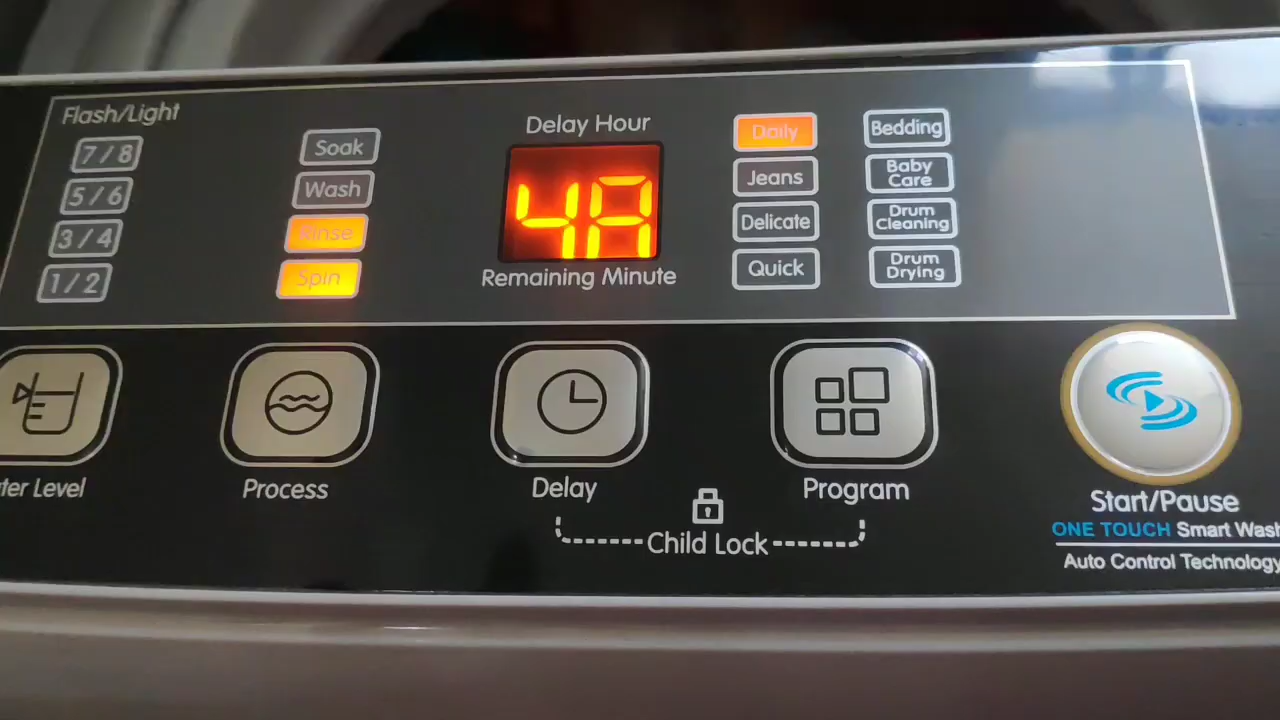 Flash/Light
7/8
5/6
3/4
1/2
Soak
Wash
Rinse
Spin
Delay Hour
4A
Remaining Minute
Daily
Jeans
Delicate
Quick
Bedding
Baby
Care
Drum
Cleaning
Drum
Drying
ter Level
Process
Delay
Program
Child Lock
Start/Pause
ONE TOUCH Smart Wash
Auto Control Technology